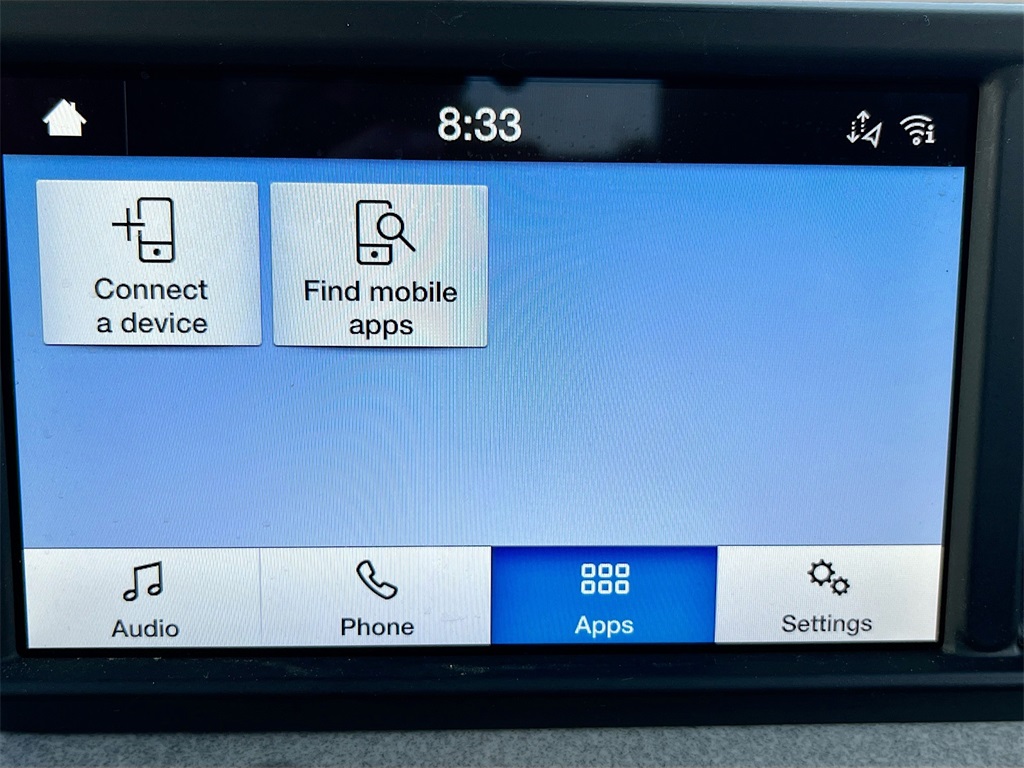 8:33
Connect
a device
Find mobile
apps
Audio
Phone
Apps
Settings